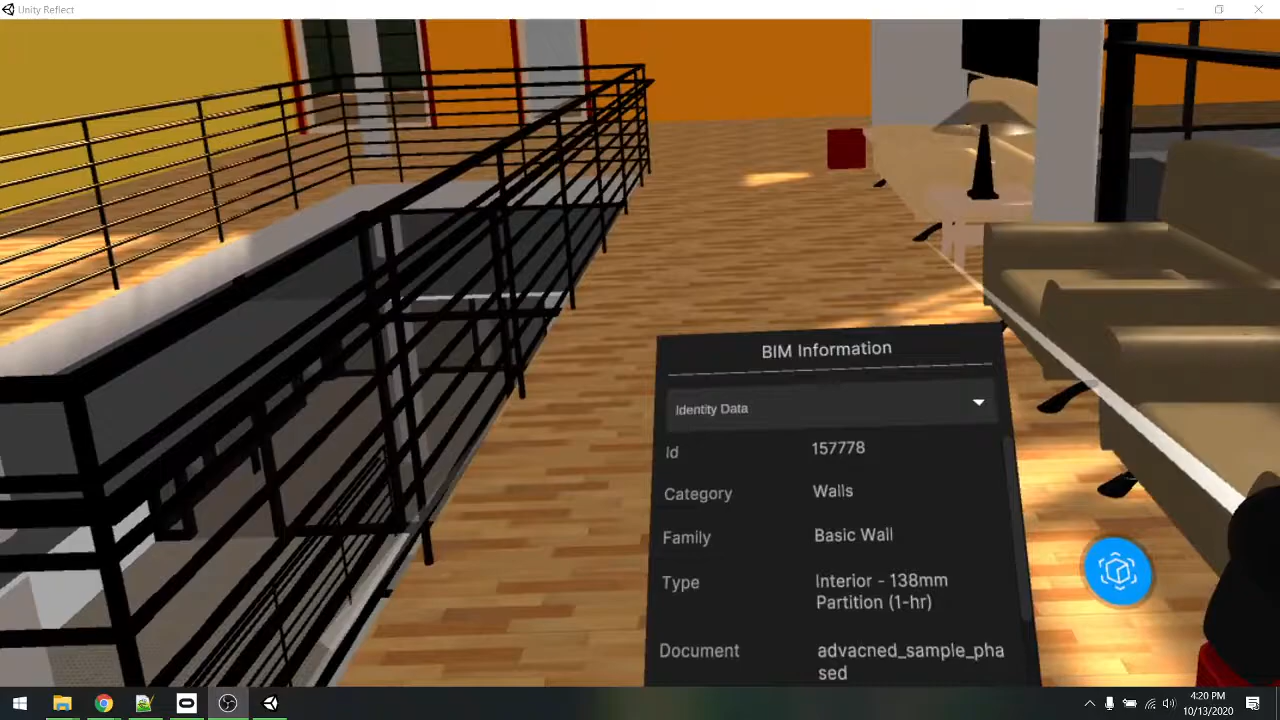 Unity Reflect
BIM Information
Identity Data
Id 157778
Category Walls
Family Basic Wall
Type Interior - 138mm
Partition (1-hr)
Document advacned_sample_pha
sed
4:20 PM
10/13/2020